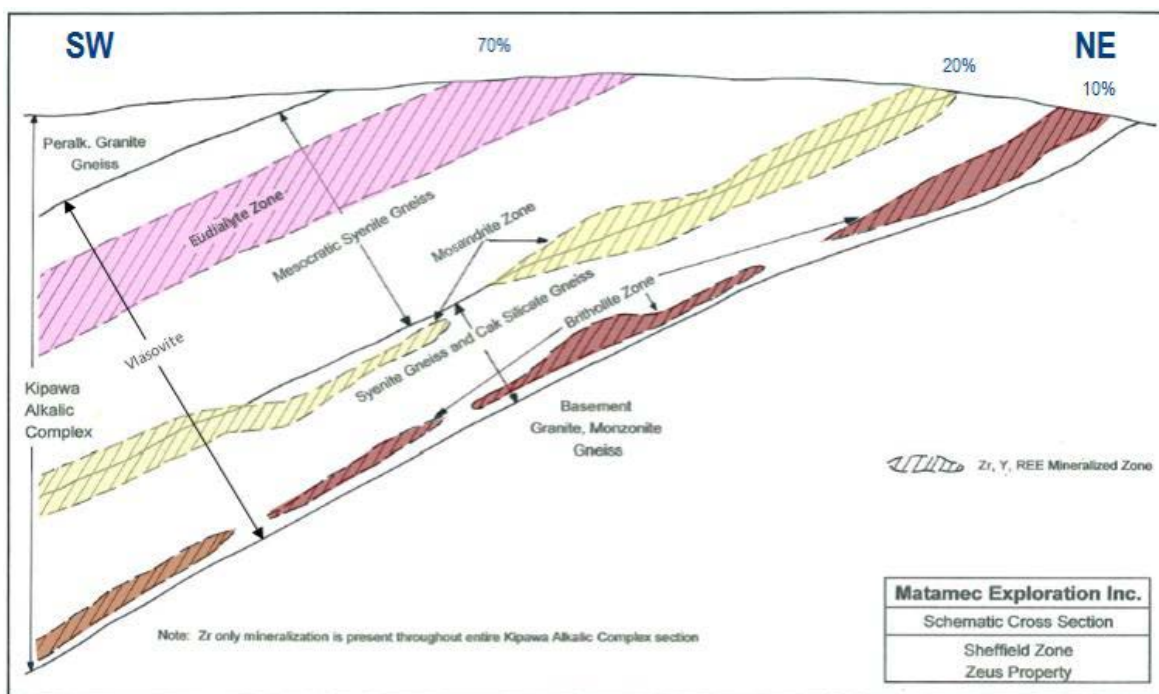 SW
70%
NE
20%
10%
Peralk. Granite
Gneiss
Eudialyte Zone
Mesocratic Syenite Gneiss
Mosandrite Zone
Vlasovite
Syenite Gneiss and Cak Silicate Gneiss
Britholite Zone
Kipawa
Alkalic
Complex
Basement
Granite, Monzonite
Gneiss
Zr, Y, REE Mineralized Zone
Note: Zr only mineralization is present throughout entire Kipawa Alkalic Complex section
Matamec Exploration Inc.
Schematic Cross Section
Sheffield Zone
Zeus Property